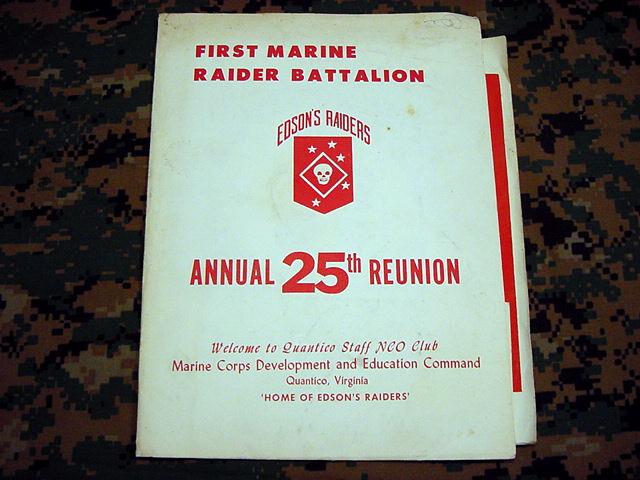 FIRST MARINE
RAIDER BATTALION
EDSON'S RAIDERS
ANNUAL 25th REUNION
Welcome to Quantico Staff NCO Club
Marine Corps Development and Education Command
Quantico, Virginia
'HOME OF EDSON'S RAIDERS'